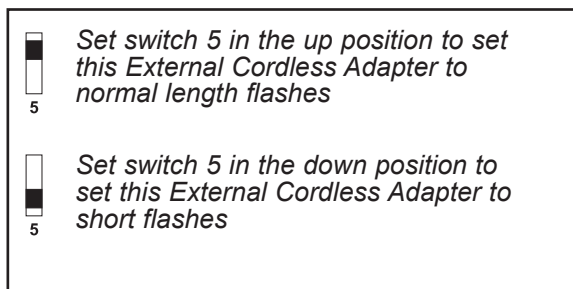 Set switch 5 in the up position to set
this External Cordless Adapter to
normal length flashes
5
Set switch 5 in the down position to
set this External Cordless Adapter to
short flashes
5